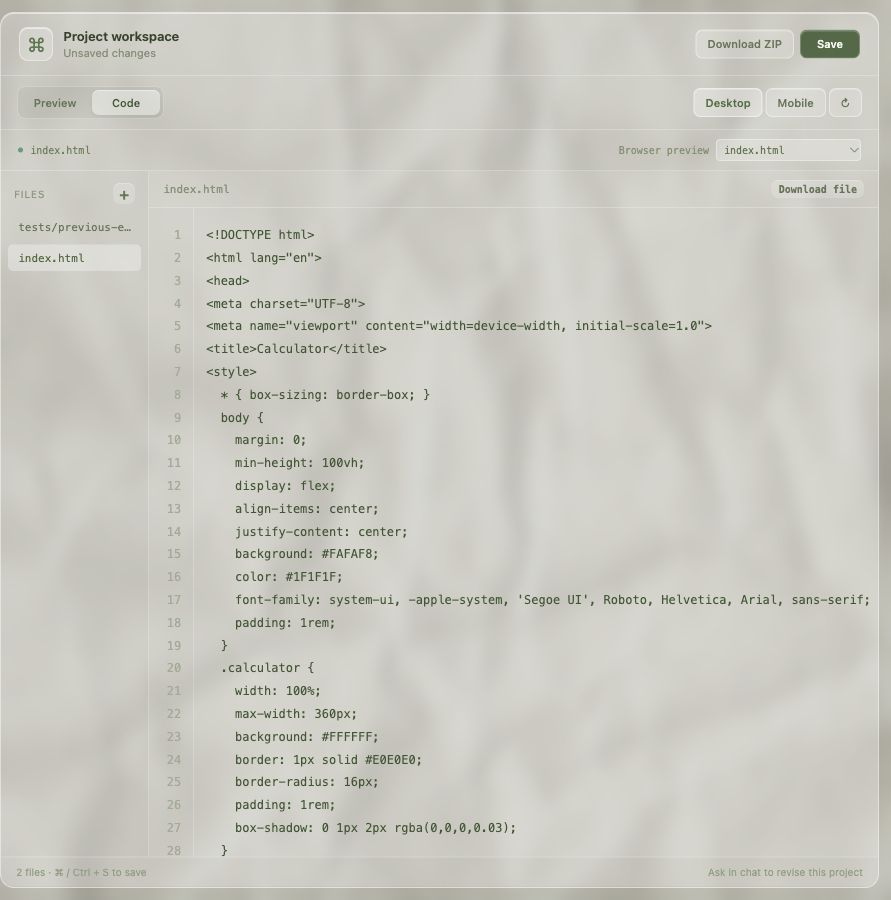 ⌘ Project workspace
Unsaved changes
Download ZIP
Save
Preview
Code
Desktop
Mobile
↻
index.html
Browser preview
index.html
FILES
+
tests/previous-e…
index.html
index.html
Download file
1 <!DOCTYPE html>
2 <html lang="en">
3 <head>
4 <meta charset="UTF-8">
5 <meta name="viewport" content="width=device-width, initial-scale=1.0">
6 <title>Calculator</title>
7 <style>
8   * { box-sizing: border-box; }
9   body {
10     margin: 0;
11     min-height: 100vh;
12     display: flex;
13     align-items: center;
14     justify-content: center;
15     background: #FAFAF8;
16     color: #1F1F1F;
17     font-family: system-ui, -apple-system, 'Segoe UI', Roboto, Helvetica, Arial, sans-serif;
18     padding: 1rem;
19   }
20   .calculator {
21     width: 100%;
22     max-width: 360px;
23     background: #FFFFFF;
24     border: 1px solid #E0E0E0;
25     border-radius: 16px;
26     padding: 1rem;
27     box-shadow: 0 1px 2px rgba(0,0,0,0.03);
28   }
2 files · ⌘ / Ctrl + S to save
Ask in chat to revise this project